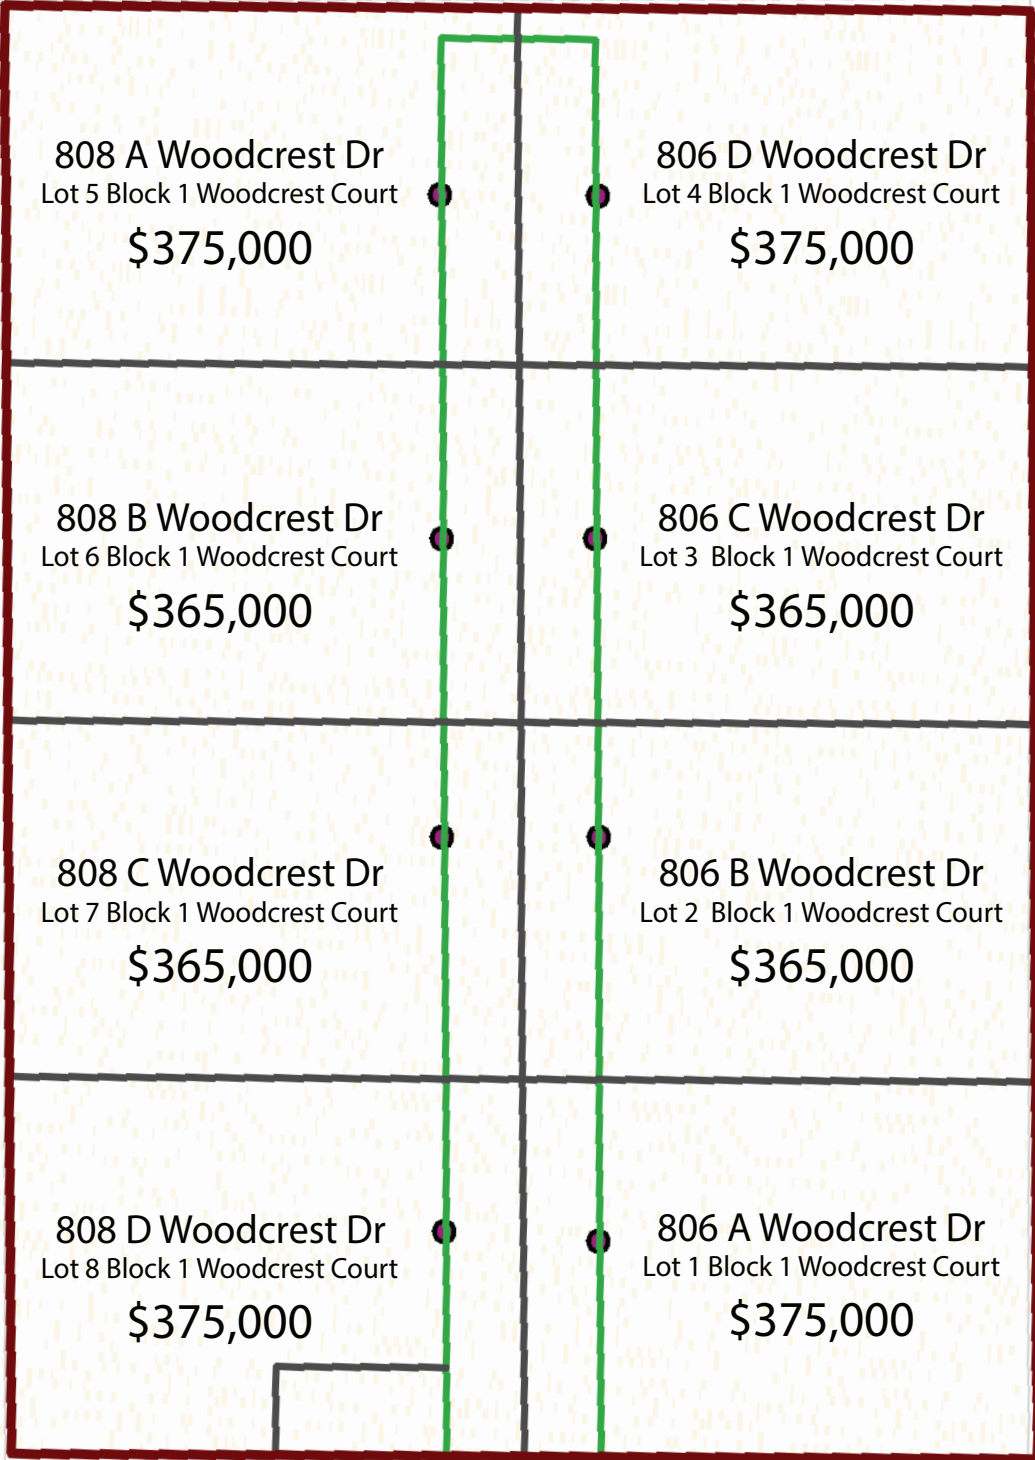 808 A Woodcrest Dr
Lot 5 Block 1 Woodcrest Court
$375,000
806 D Woodcrest Dr
Lot 4 Block 1 Woodcrest Court
$375,000
808 B Woodcrest Dr
Lot 6 Block 1 Woodcrest Court
$365,000
806 C Woodcrest Dr
Lot 3  Block 1 Woodcrest Court
$365,000
808 C Woodcrest Dr
Lot 7 Block 1 Woodcrest Court
$365,000
806 B Woodcrest Dr
Lot 2  Block 1 Woodcrest Court
$365,000
808 D Woodcrest Dr
Lot 8 Block 1 Woodcrest Court
$375,000
806 A Woodcrest Dr
Lot 1 Block 1 Woodcrest Court
$375,000